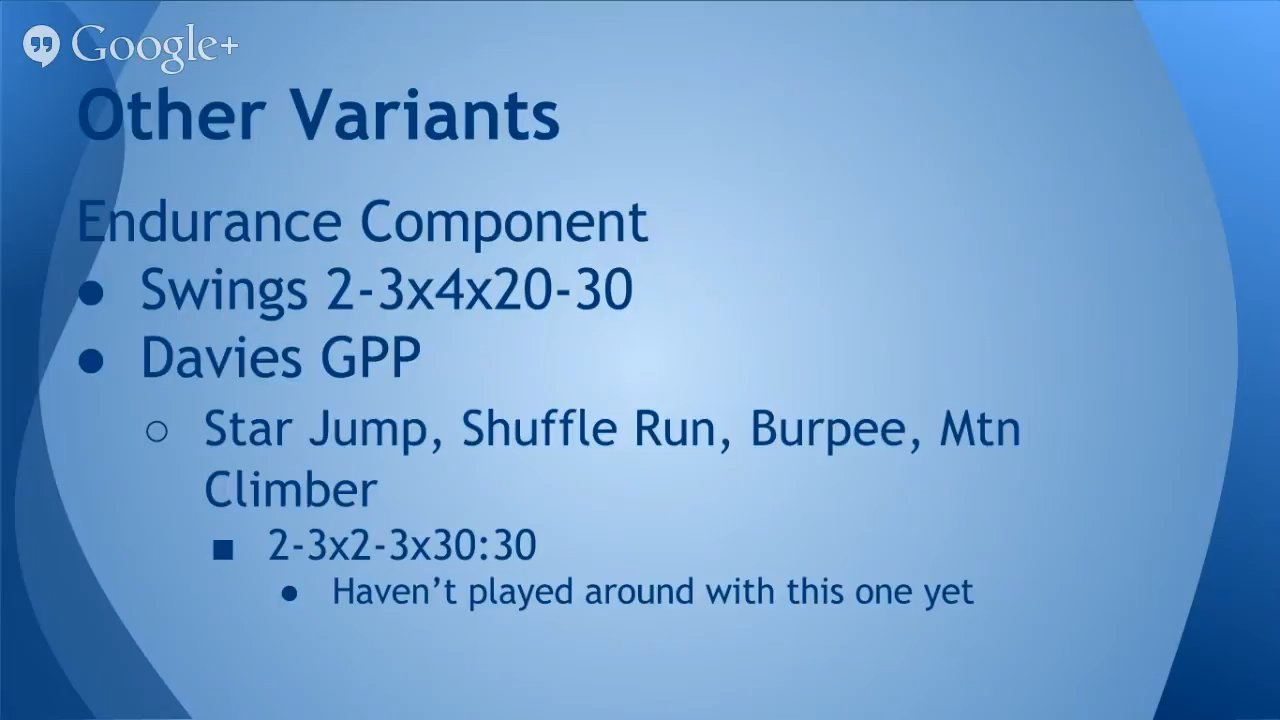 Google+
Other Variants
Endurance Component
● Swings 2-3x4x20-30
● Davies GPP
○ Star Jump, Shuffle Run, Burpee, Mtn
Climber
■ 2-3x2-3x30:30
● Haven't played around with this one yet